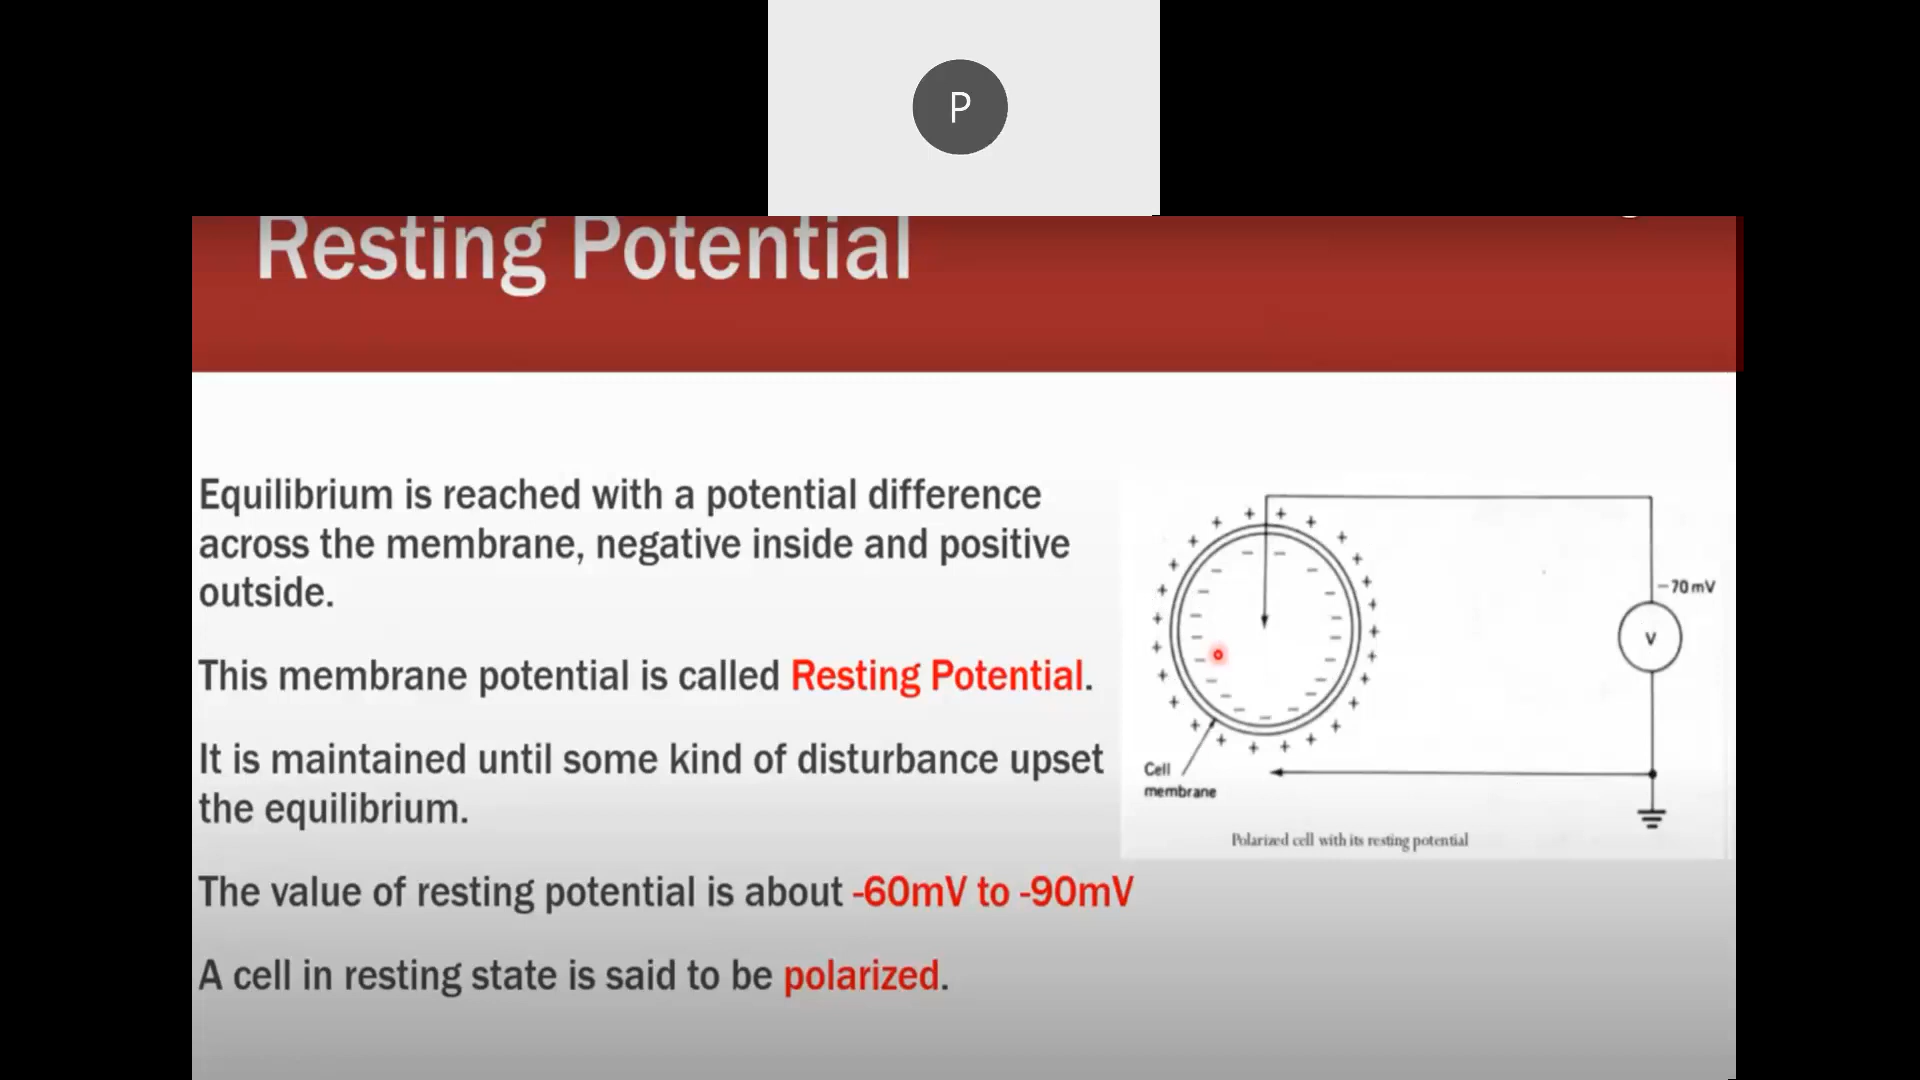 P
Resting Potential
Equilibrium is reached with a potential difference
across the membrane, negative inside and positive
outside.
This membrane potential is called Resting Potential.
It is maintained until some kind of disturbance upset
the equilibrium.
The value of resting potential is about -60mV to -90mV
A cell in resting state is said to be polarized.
−70 mV
V
Cell
membrane
Polarized cell with its resting potential